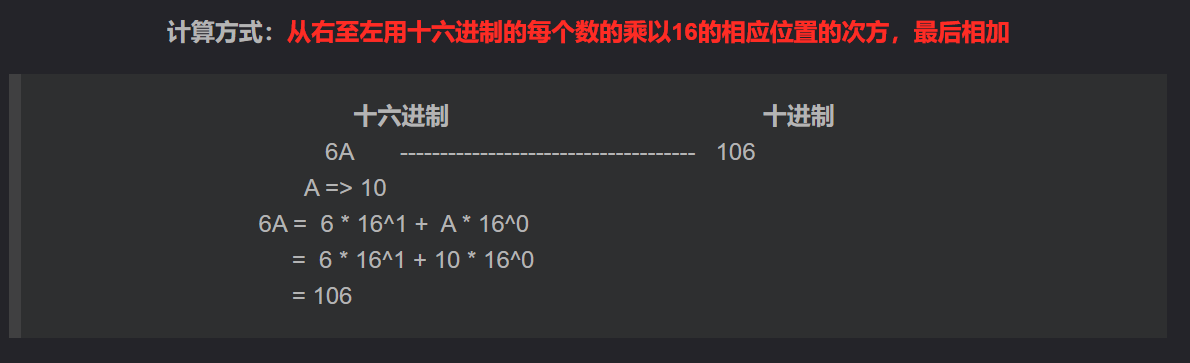 计算方式：从右至左用十六进制的每个数的乘以16的相应位置的次方，最后相加
十六进制 十进制
6A ------------------------------------- 106
A => 10
6A = 6 * 16^1 + A * 16^0
= 6 * 16^1 + 10 * 16^0
= 106